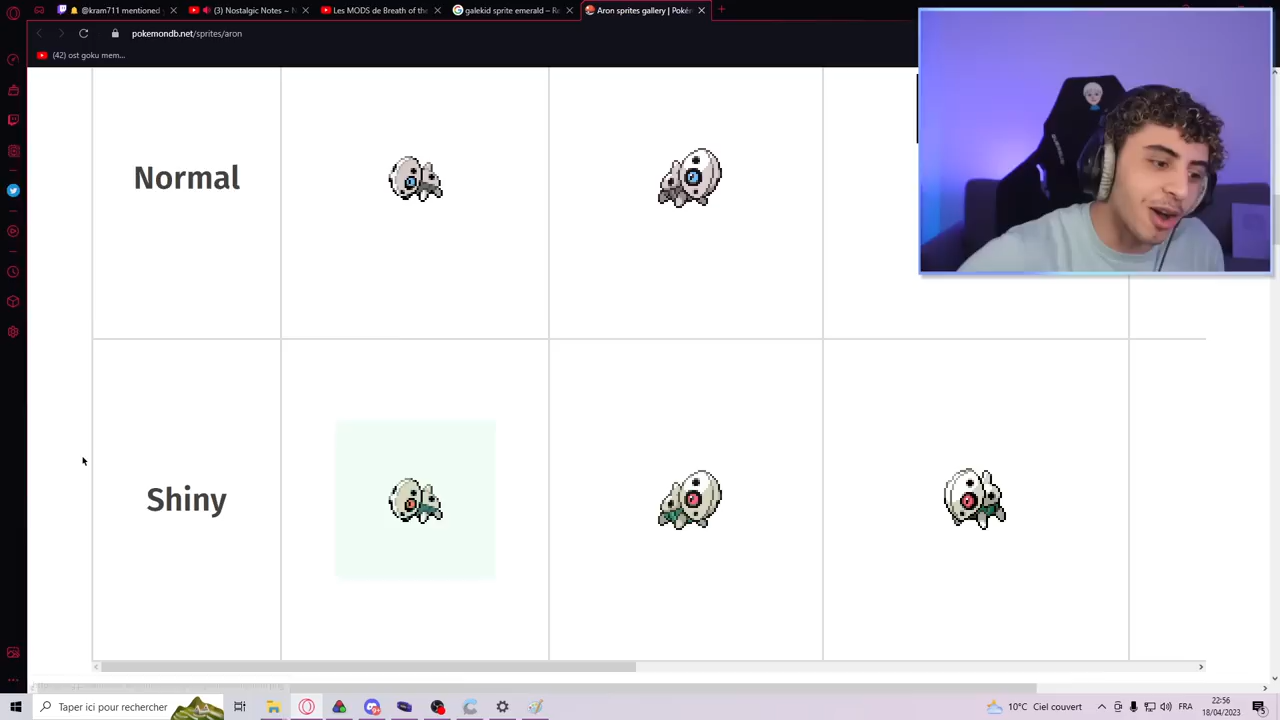 @kram711 mentioned
(3) Nostalgic Notes ~ N
Les MODS de Breath of the
galekid sprite emerald – Re
Aron sprites gallery | Poké
pokemondb.net/sprites/aron
(42) ost goku mem...
Normal
Shiny
Taper ici pour rechercher
10°C Ciel couvert
FRA
22:56
18/04/2023